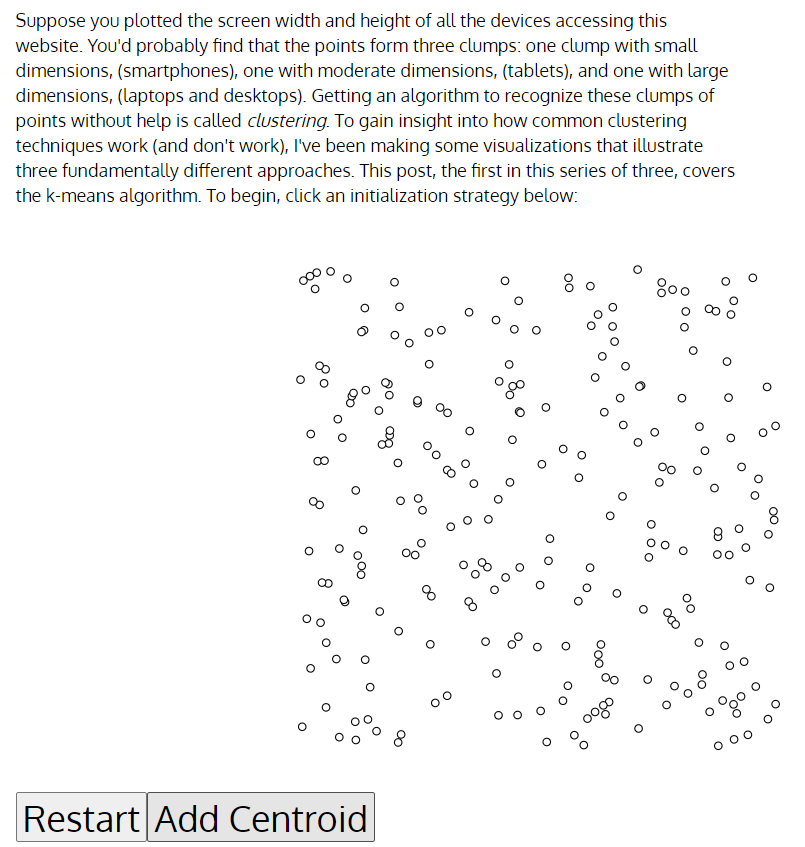 Suppose you plotted the screen width and height of all the devices accessing this
website. You'd probably find that the points form three clumps: one clump with small
dimensions, (smartphones), one with moderate dimensions, (tablets), and one with large
dimensions, (laptops and desktops). Getting an algorithm to recognize these clumps of
points without help is called clustering. To gain insight into how common clustering
techniques work (and don't work), I've been making some visualizations that illustrate
three fundamentally different approaches. This post, the first in this series of three, covers
the k-means algorithm. To begin, click an initialization strategy below:
Restart Add Centroid